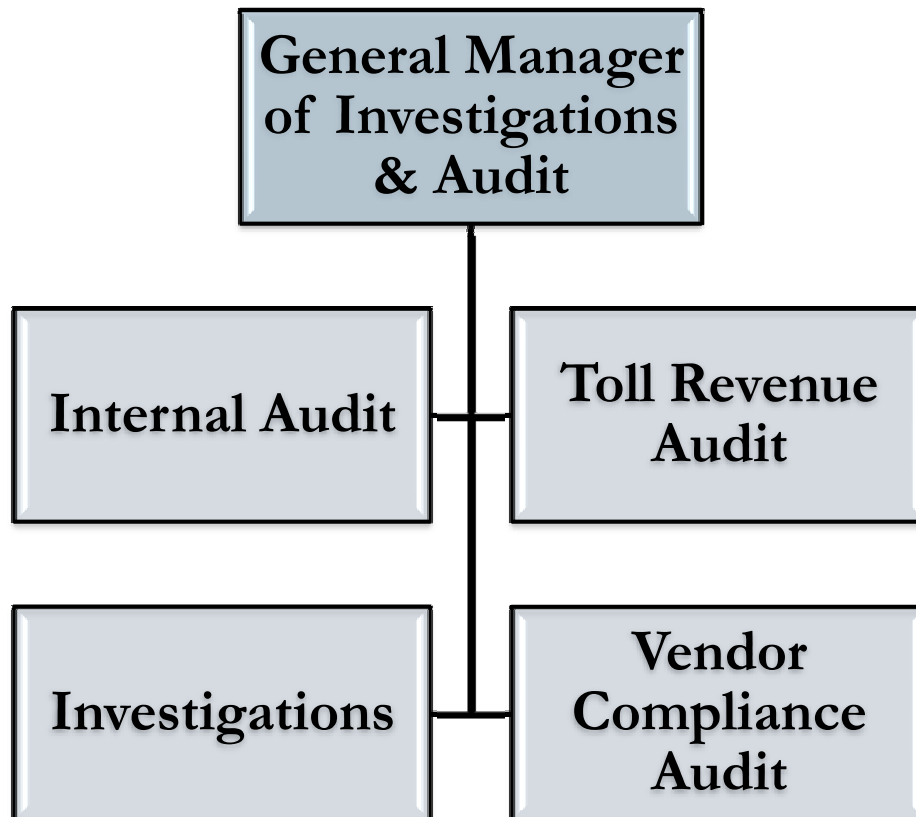 General Manager
of Investigations
& Audit
Internal Audit
Toll Revenue
Audit
Investigations
Vendor
Compliance
Audit